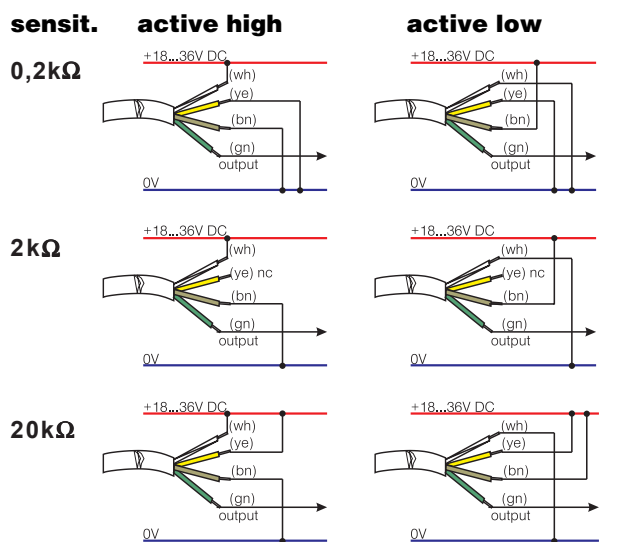 sensit. active high active low
+18...36V DC +18...36V DC
0,2kΩ
(wh) (wh)
(ye) (ye)
(bn) (bn)
(gn) (gn)
output output
0V 0V
+18...36V DC +18...36V DC
2kΩ
(wh) (wh)
(ye) nc (ye) nc
(bn) (bn)
(gn) (gn)
output output
0V 0V
+18...36V DC +18...36V DC
20kΩ
(wh) (wh)
(ye) (ye)
(bn) (bn)
(gn) (gn)
output output
0V 0V